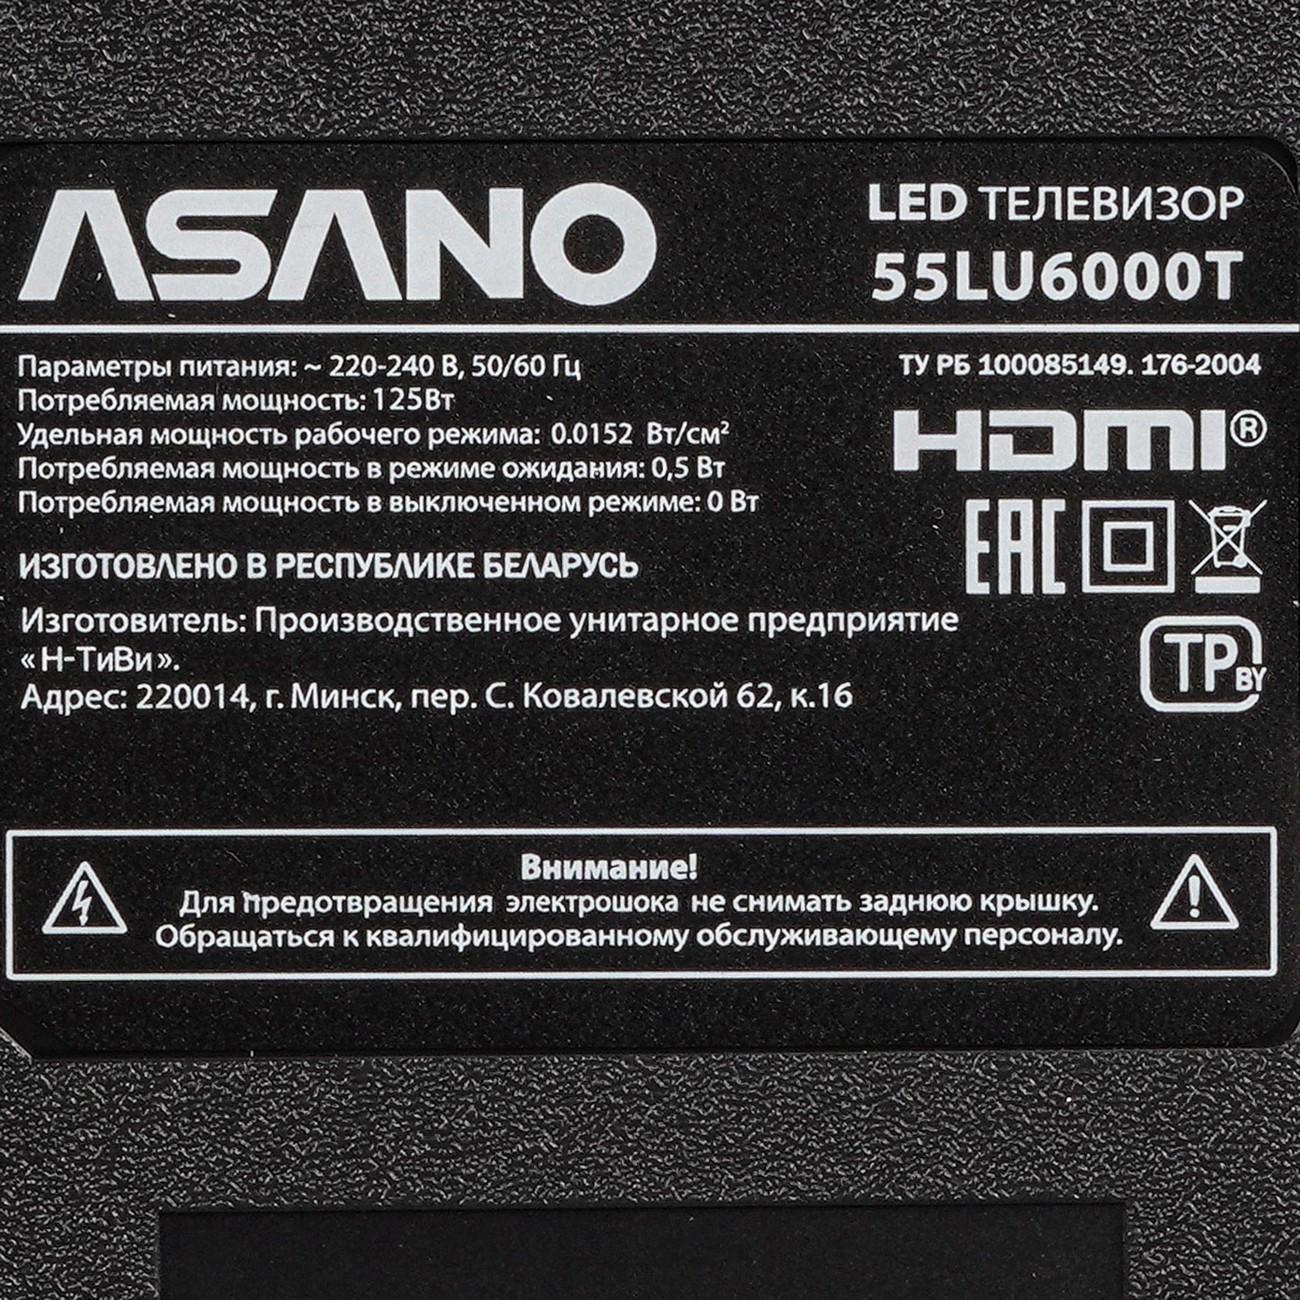 ASANO
LED ТЕЛЕВИЗОР
55LU6000T
Параметры питания: ~ 220-240 В, 50/60 Гц
Потребляемая мощность: 125Вт
Удельная мощность рабочего режима: 0.0152 Вт/см²
Потребляемая мощность в режиме ожидания: 0,5 Вт
Потребляемая мощность в выключенном режиме: 0 Вт
ТУ РБ 100085149. 176-2004
HDMI®
EAC
ИЗГОТОВЛЕНО В РЕСПУБЛИКЕ БЕЛАРУСЬ
Изготовитель: Производственное унитарное предприятие
«Н-ТиВи».
Адрес: 220014, г. Минск, пер. С. Ковалевской 62, к.16
TP BY
Внимание!
Для предотвращения электрошока не снимать заднюю крышку.
Обращаться к квалифицированному обслуживающему персоналу.